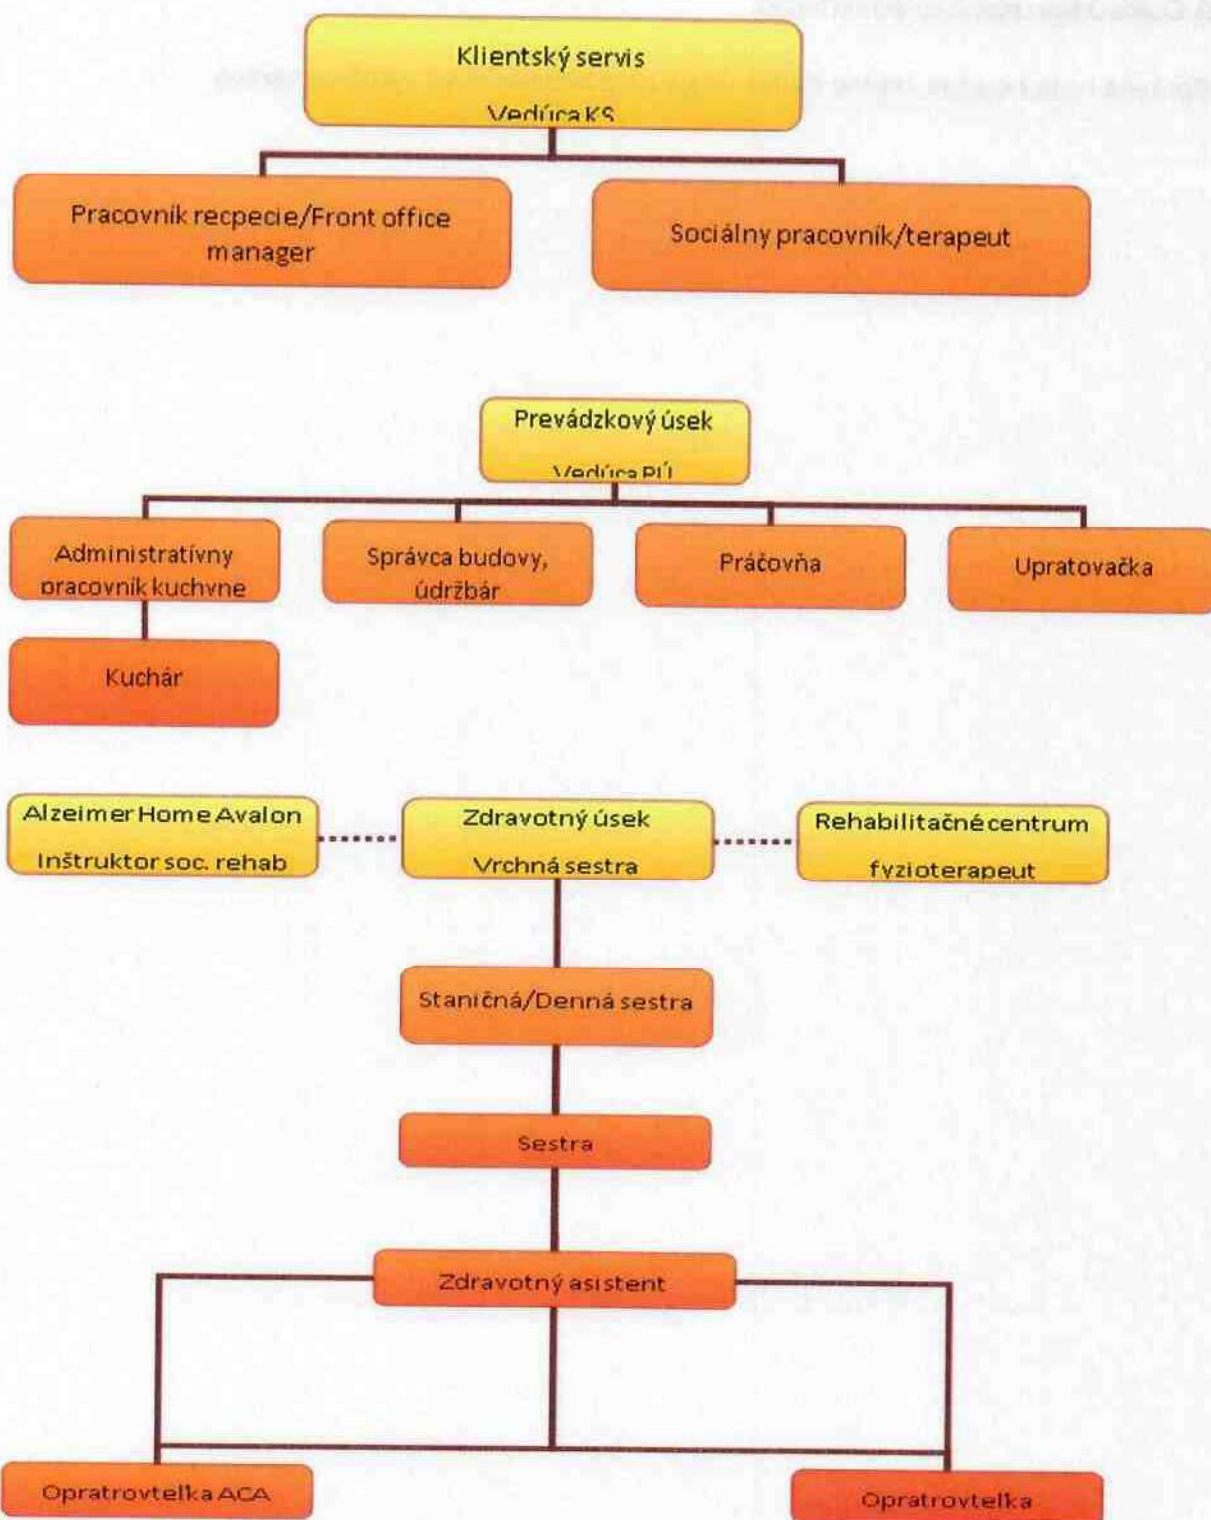 Klientský servis
Vedúca KS
Pracovník recpecie/Front office
manager
Sociálny pracovník/terapeut
Prevádzkový úsek
Vedúca PÚ
Administratívny
pracovník kuchyne
Správca budovy,
údržbár
Práčovňa
Upratovačka
Kuchár
Alzeimer Home Avalon
Inštruktor soc. rehab
Zdravotný úsek
Vrchná sestra
Rehabilitačné centrum
fyzioterapeut
Staničná/Denná sestra
Sestra
Zdravotný asistent
Opratrovteľka ACA
Opratrovteľka